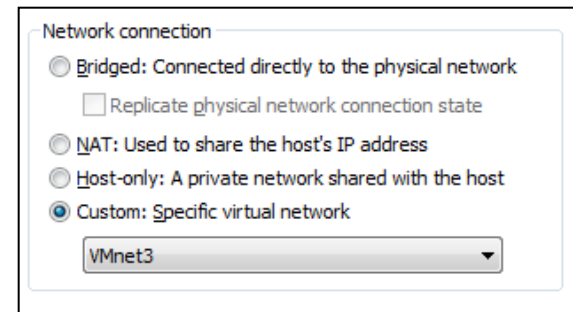 Network connection
Bridged: Connected directly to the physical network
Replicate physical network connection state
NAT: Used to share the host's IP address
Host-only: A private network shared with the host
Custom: Specific virtual network
VMnet3